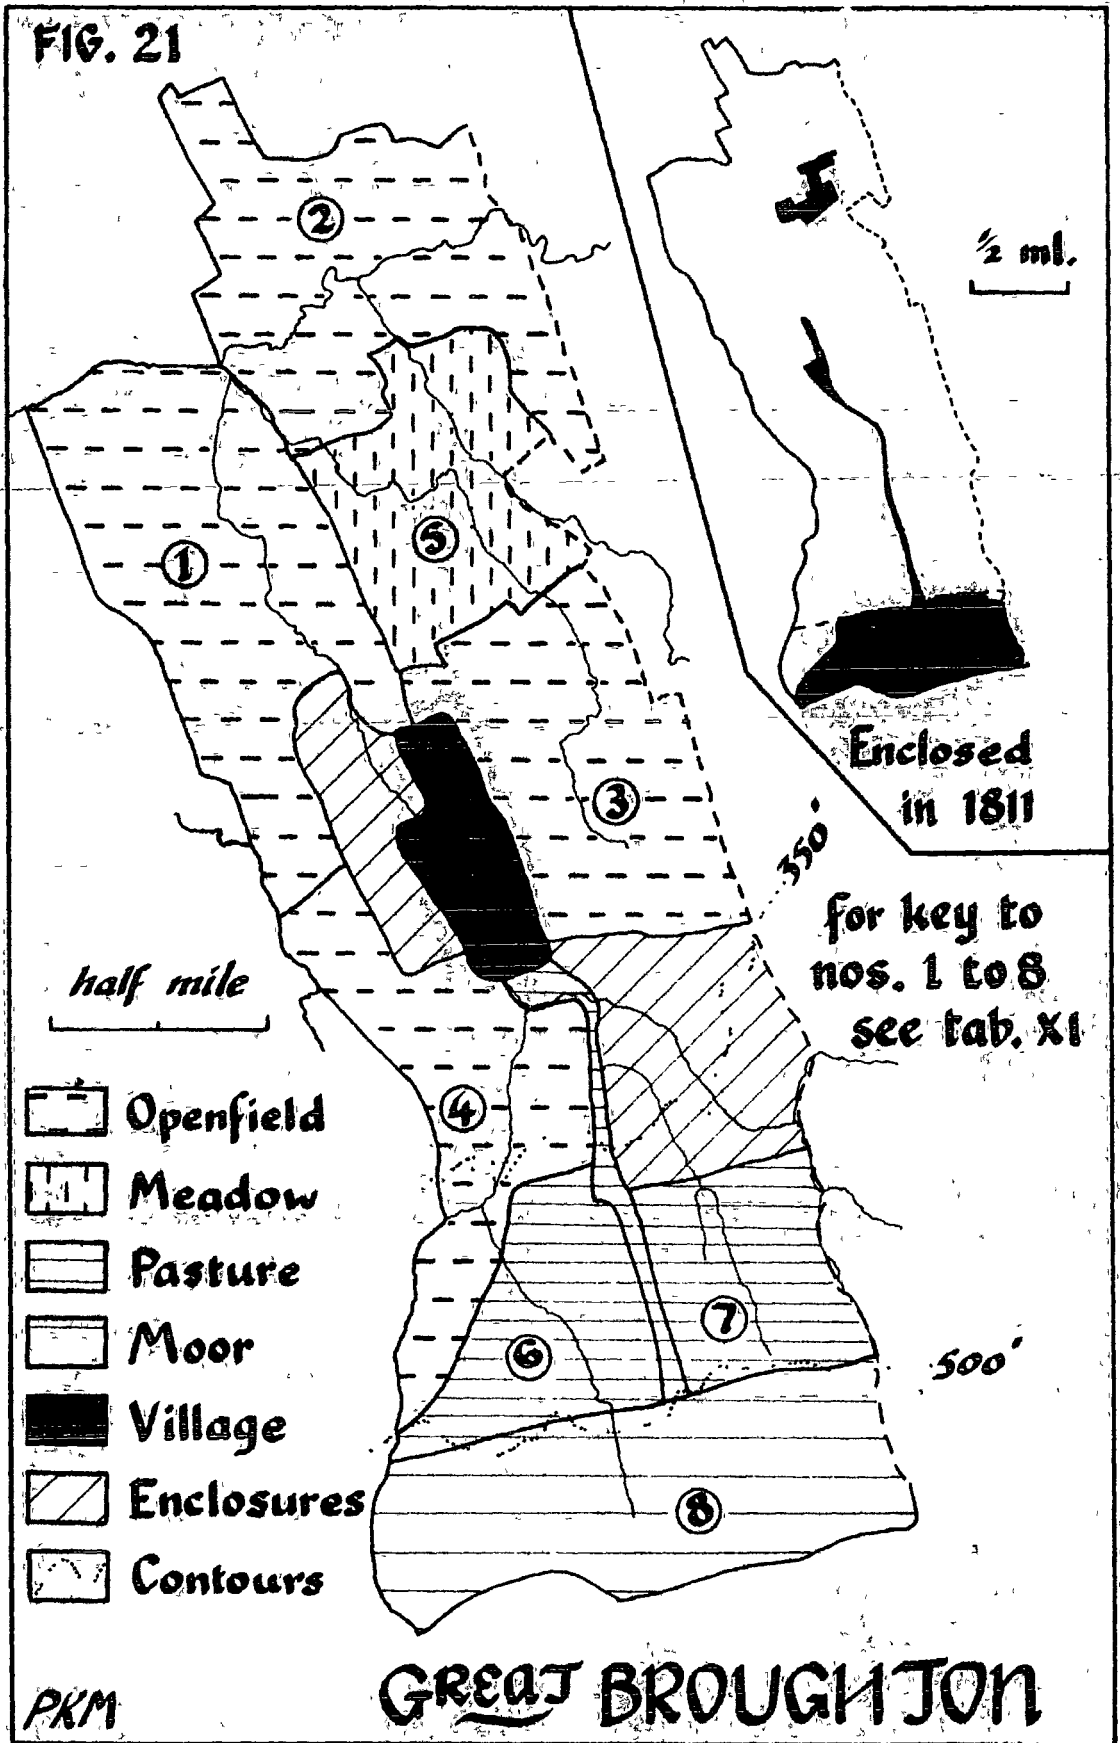 FIG. 21
½ ml.
Enclosed
in 1811
for key to
nos. 1 to 8
see tab. XI
350'
500'
half mile
1
2
3
4
5
6
7
8
Openfield
Meadow
Pasture
Moor
Village
Enclosures
Contours
PKM
GREAT BROUGHTON